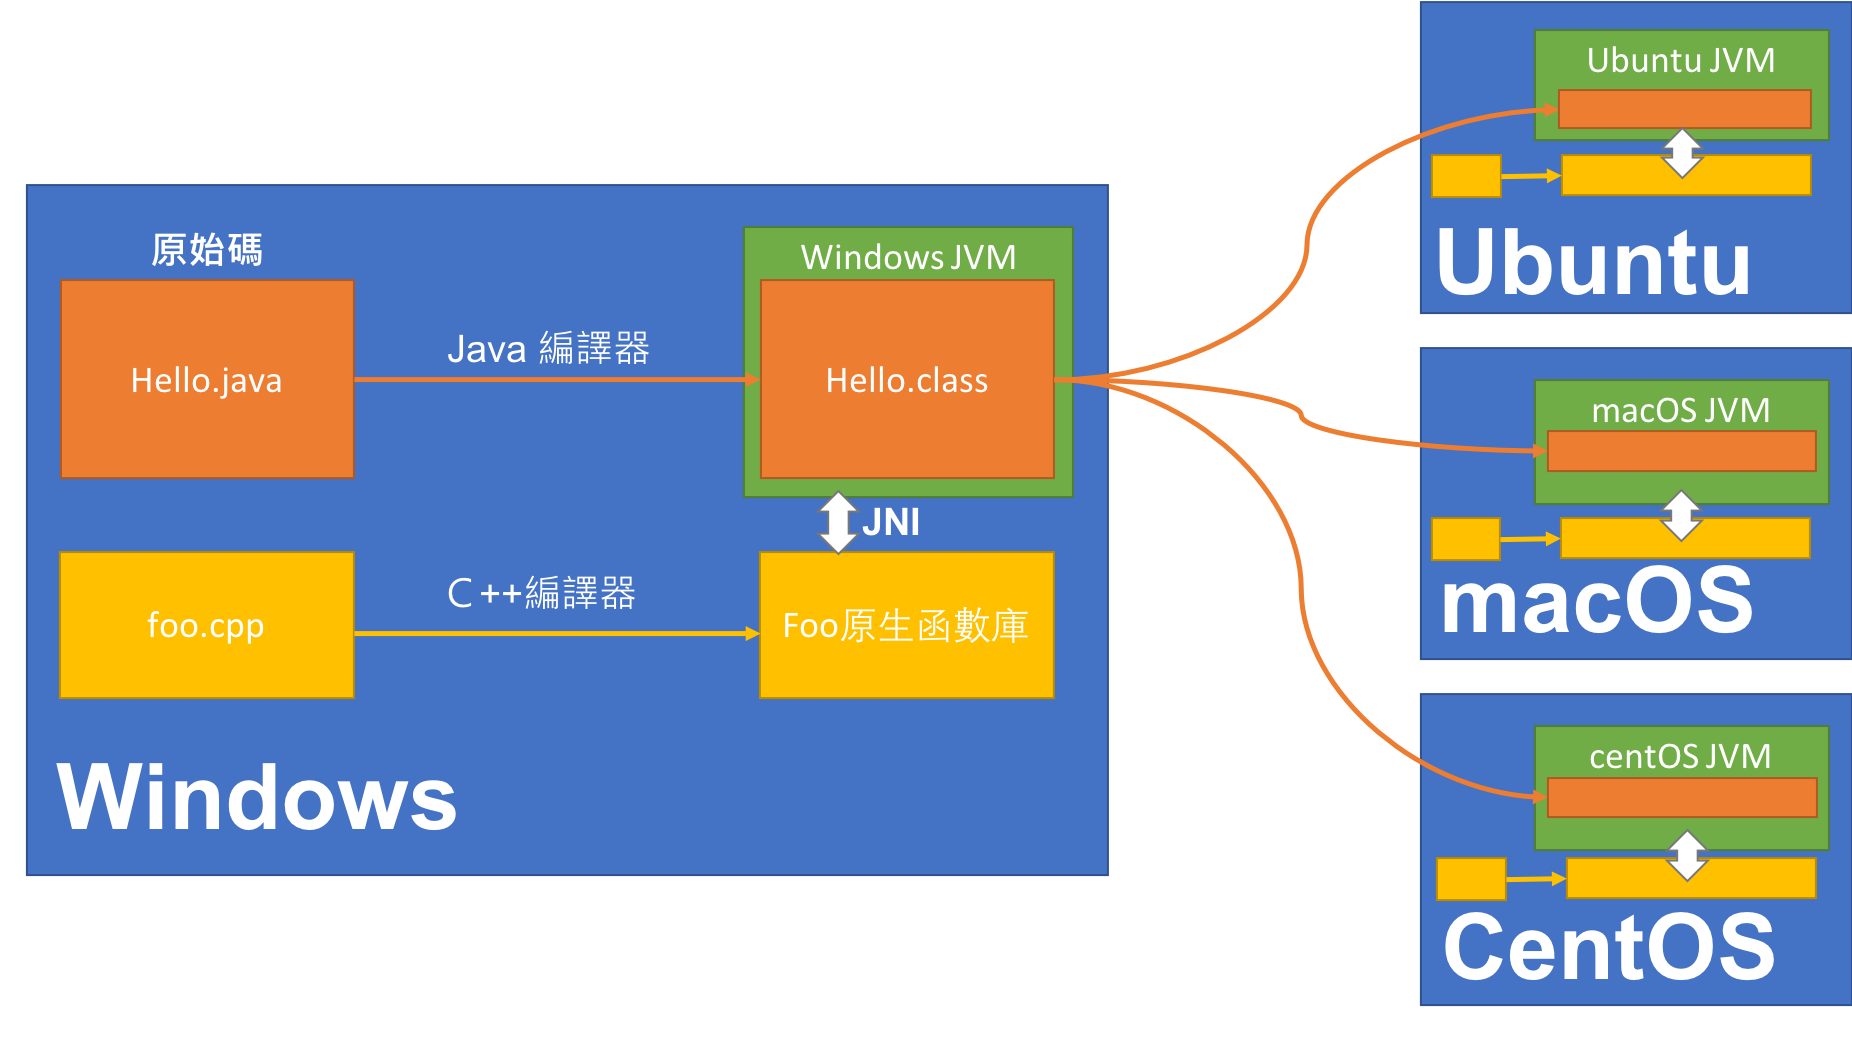 原始碼
Hello.java
Java 編譯器
Windows JVM
Hello.class
JNI
foo.cpp
C ++編譯器
Foo原生函數庫
Windows
Ubuntu JVM
Ubuntu
macOS JVM
macOS
centOS JVM
CentOS